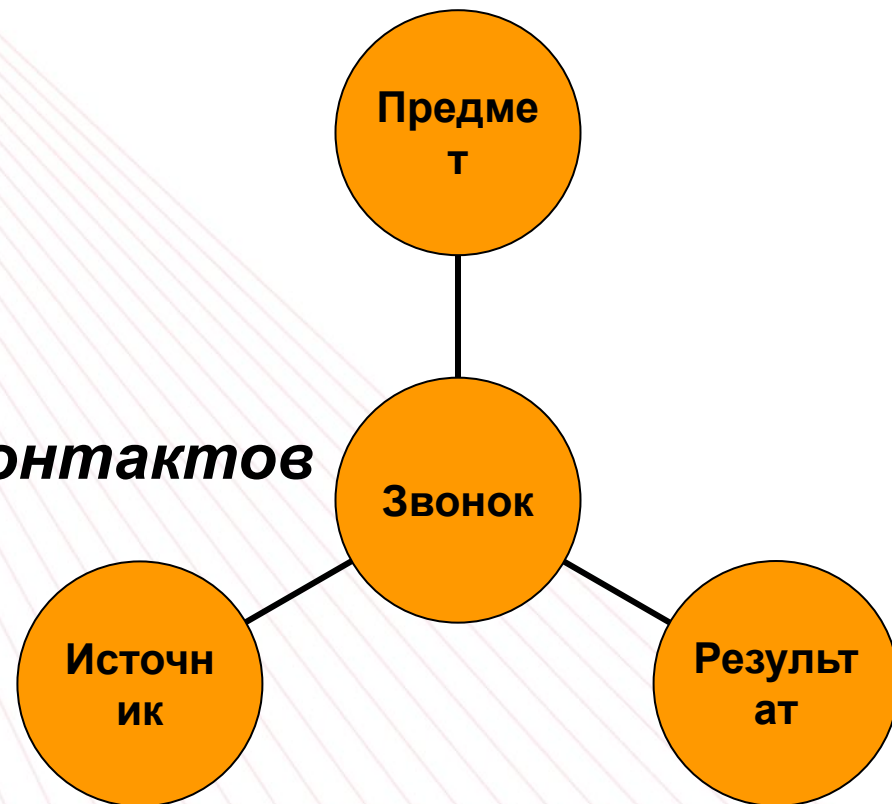 Предме
т
онтактов
Звонок
Источн
ик
Результ
ат